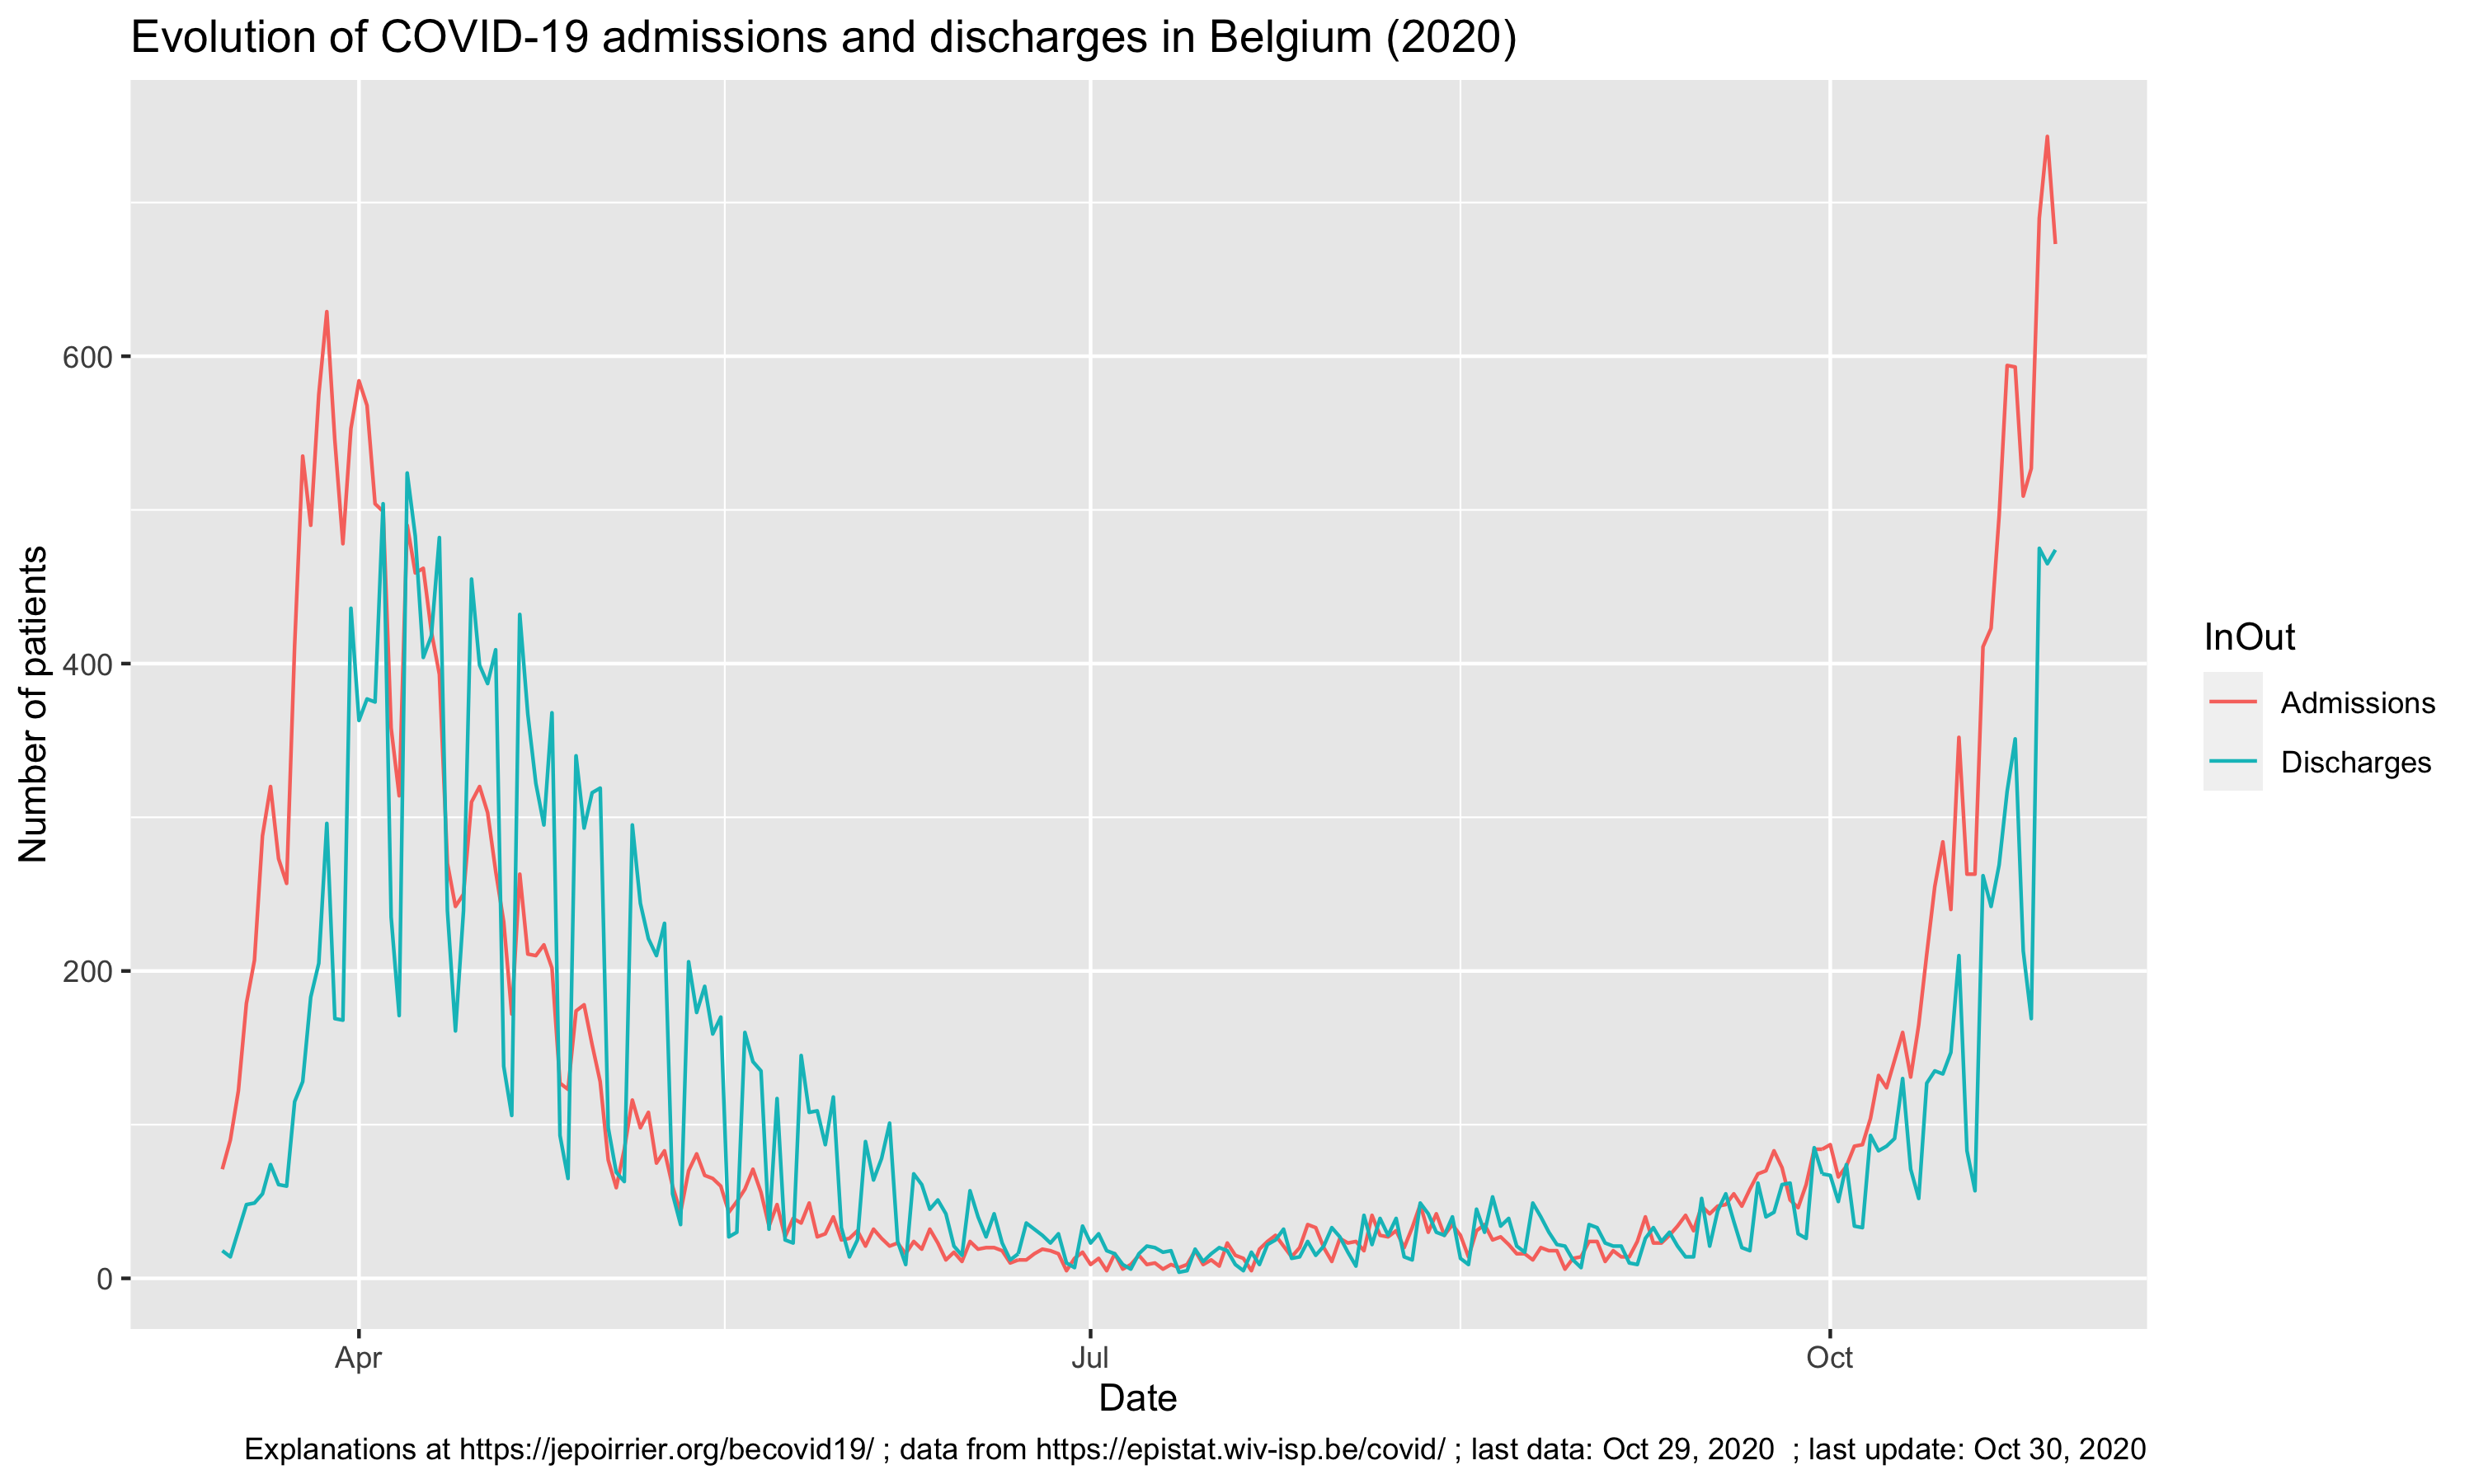 Evolution of COVID-19 admissions and discharges in Belgium (2020)
Number of patients
600
400
200
0
Apr
Jul
Oct
Date
InOut
Admissions
Discharges
Explanations at https://jepoirrier.org/becovid19/ ; data from https://epistat.wiv-isp.be/covid/ ; last data: Oct 29, 2020  ; last update: Oct 30, 2020